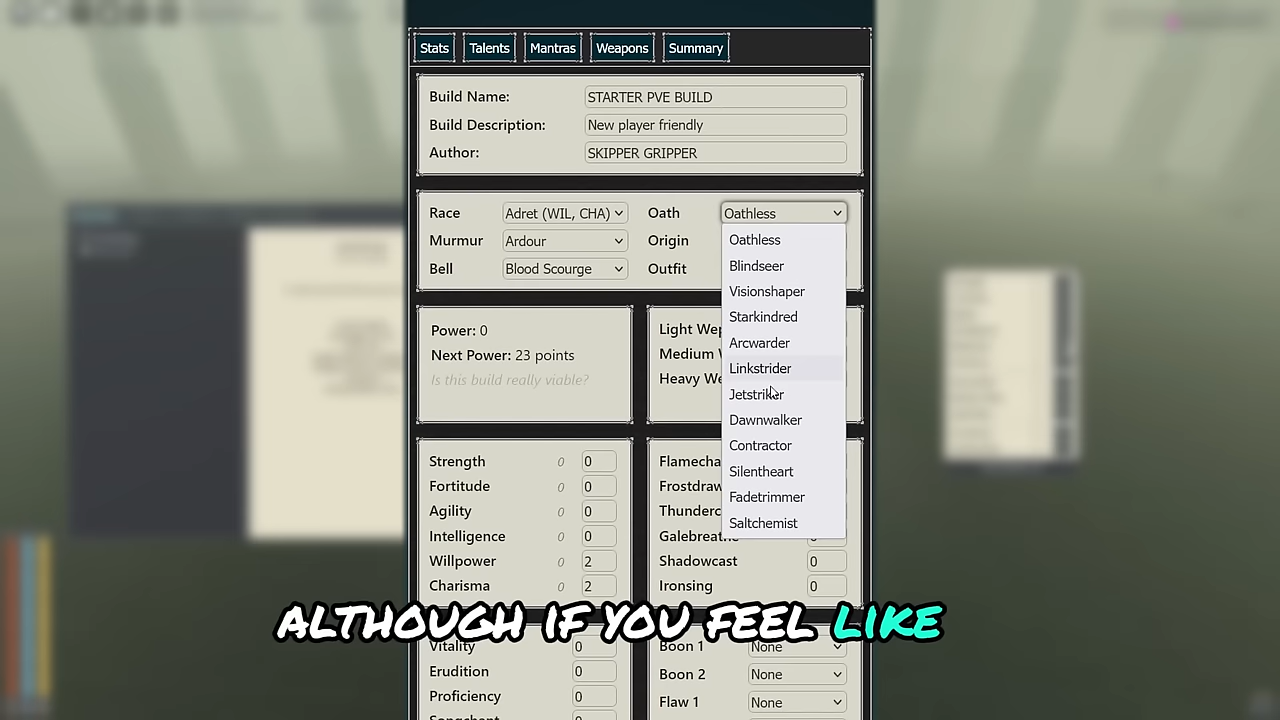 Stats Talents Mantras Weapons Summary
Build Name: STARTER PVE BUILD
Build Description: New player friendly
Author: SKIPPER GRIPPER
Race Adret (WIL, CHA) Oath Oathless
Murmur Ardour Origin
Bell Blood Scourge Outfit
Oathless
Blindseer
Visionshaper
Starkindred
Arcwarder
Linkstrider
Jetstriker
Dawnwalker
Contractor
Silentheart
Fadetrimmer
Saltchemist
Power: 0
Next Power: 23 points
Is this build really viable?
Light Wep
Medium W
Heavy We
Strength 0 0
Fortitude 0 0
Agility 0 0
Intelligence 0 0
Willpower 0 2
Charisma 0 2
Flamecha
Frostdraw
Thunderc
Galebreathe
Shadowcast 0
Ironsing 0
ALTHOUGH IF YOU FEEL LIKE
Vitality 0
Erudition 0
Proficiency 0
Songchant 0
Boon 1 None
Boon 2 None
Flaw 1 None